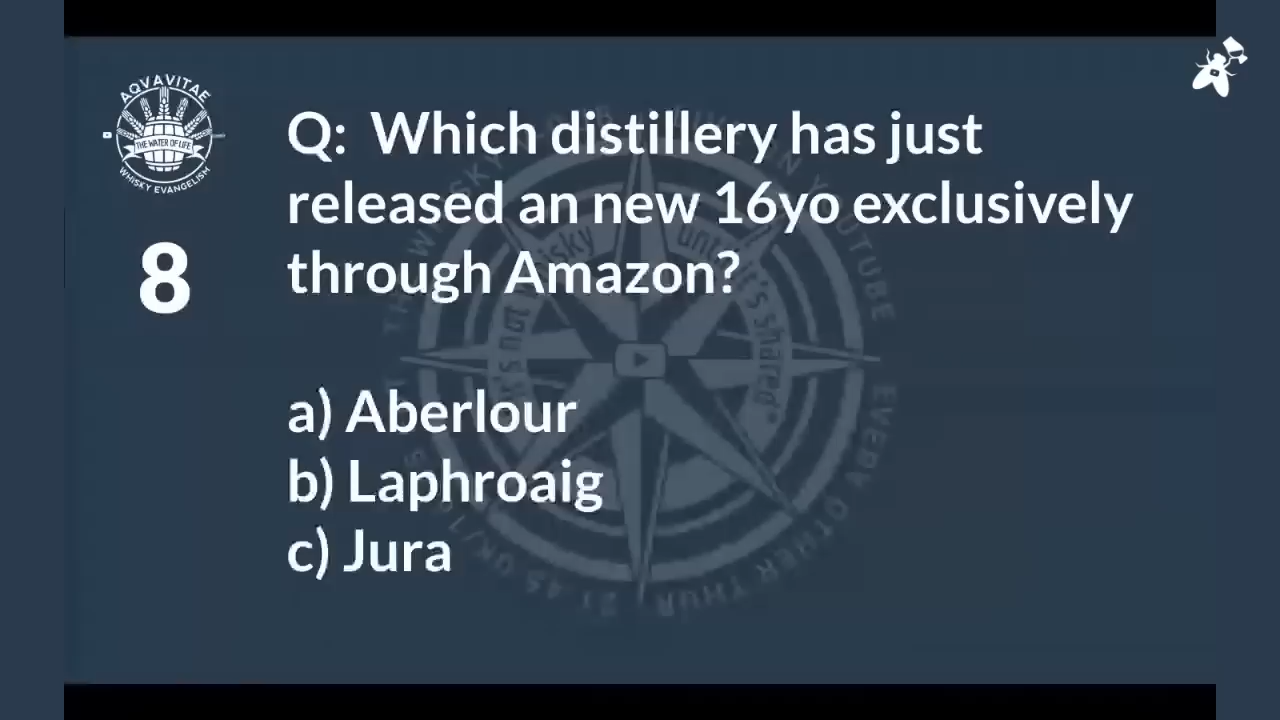 AQVAVITAE
THE WATER OF LIFE
WHISKY EVANGELISM
8
Q: Which distillery has just
released an new 16yo exclusively
through Amazon?
a) Aberlour
b) Laphroaig
c) Jura